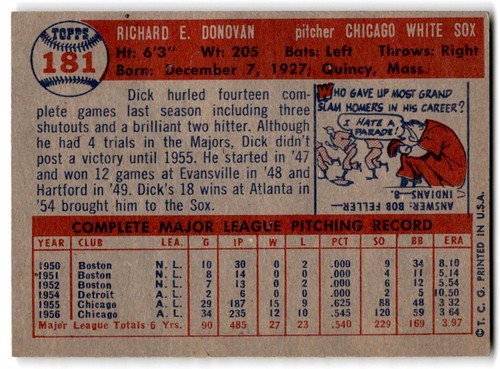 TOPPS
181
RICHARD E. DONOVAN pitcher CHICAGO WHITE SOX
Ht: 6'3" Wt: 205 Bats: Left Throws: Right
Born: December 7, 1927; Quincy, Mass.
Dick hurled fourteen com-
plete games last season including three
shutouts and a brilliant two hitter. Although
he had 4 trials in the Majors, Dick didn't
post a victory until 1955. He started in '47
and won 12 games at Evansville in '48 and
Hartford in '49. Dick's 18 wins at Atlanta
in '54 brought him to the Sox.
WHO GAVE UP MOST GRAND
SLAM HOMERS IN HIS CAREER?
I HATE A
PARADE!
ANSWER: BOB FELLER-
INDIANS.-8.
COMPLETE MAJOR LEAGUE PITCHING RECORD
YEAR CLUB LEA. G IP W L PCT SO BB ERA
1950 Boston N. L. 10 30 0 2 .000 9 34 8.10
1951 Boston N. L. 8 14 0 0 .000 4 11 5.14
1952 Boston N. L. 7 13 0 2 .000 6 12 5.54
1954 Detroit A. L. 2 6 0 0 .000 2 5 10.50
1955 Chicago A. L. 29 187 15 9 .625 88 48 3.32
1956 Chicago A. L. 34 235 12 10 .545 120 59 3.64
Major League Totals 6 Yrs. 90 485 27 23 .540 229 169 3.97
© T. C. G. PRINTED IN U.S.A.